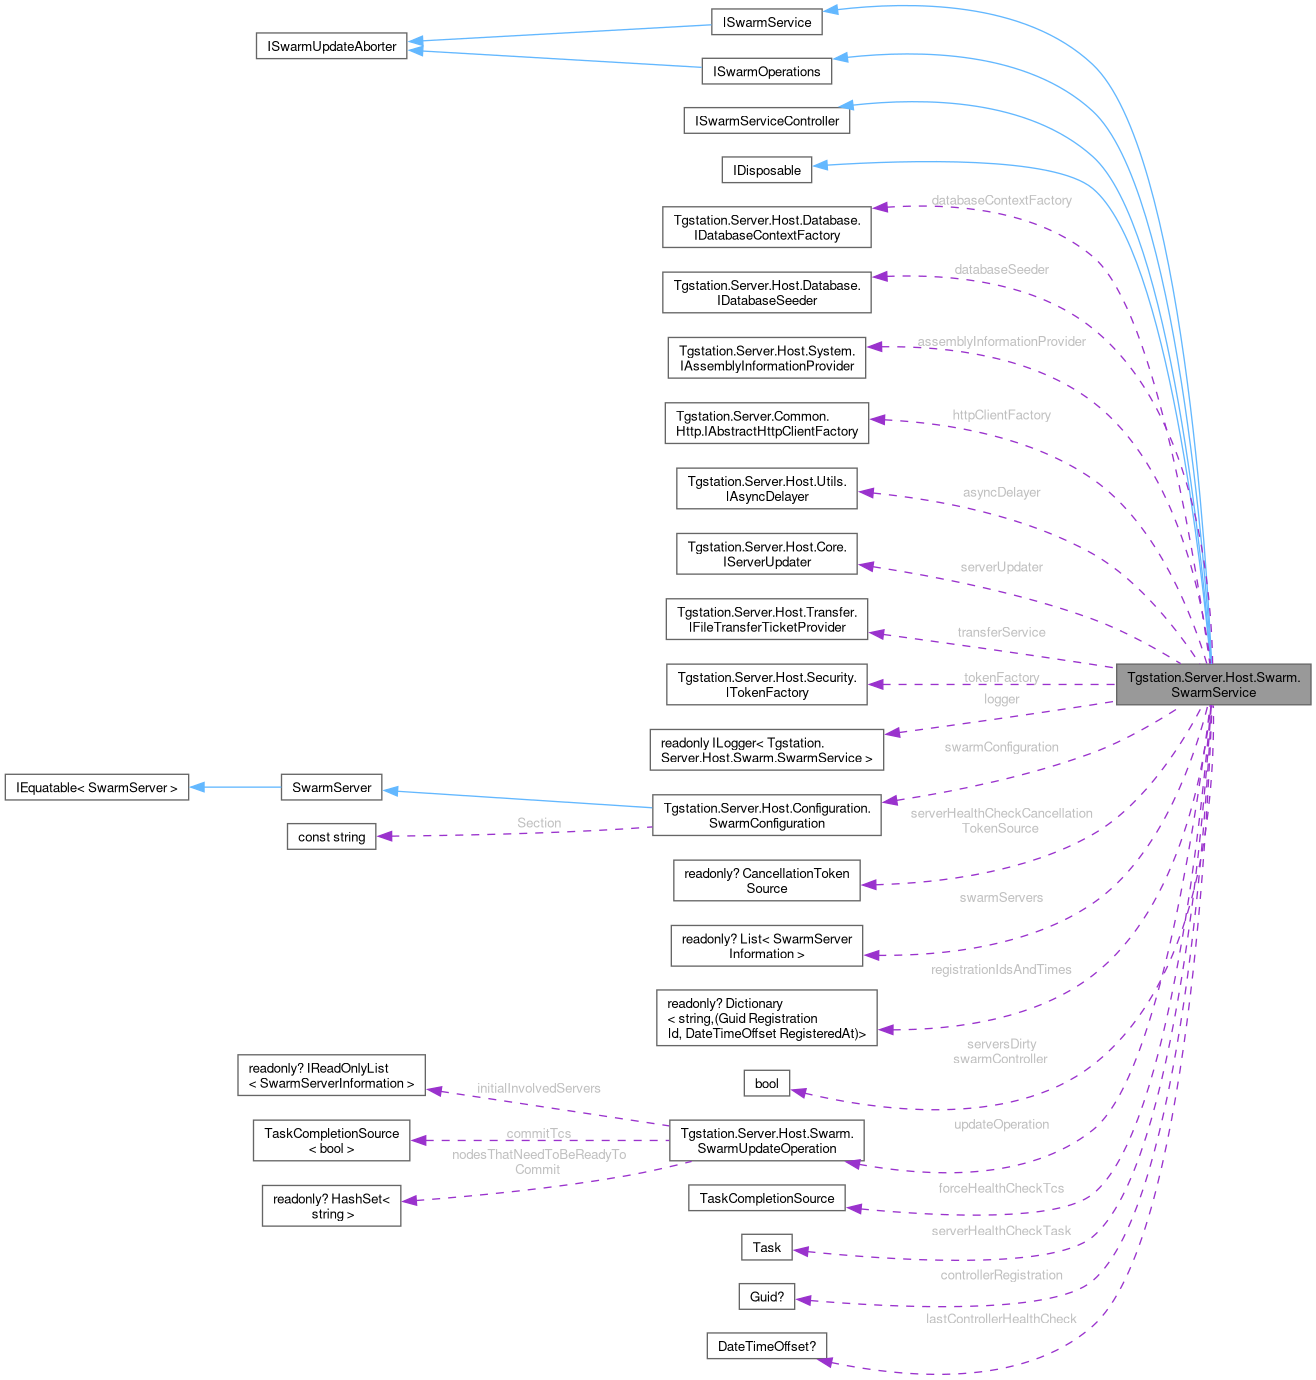 ISwarmService
ISwarmUpdateAborter
ISwarmOperations
ISwarmServiceController
IDisposable
databaseContextFactory
Tgstation.Server.Host.Database.
IDatabaseContextFactory
databaseSeeder
Tgstation.Server.Host.Database.
IDatabaseSeeder
assemblyInformationProvider
Tgstation.Server.Host.System.
IAssemblyInformationProvider
httpClientFactory
Tgstation.Server.Common.
Http.IAbstractHttpClientFactory
asyncDelayer
Tgstation.Server.Host.Utils.
IAsyncDelayer
serverUpdater
Tgstation.Server.Host.Core.
IServerUpdater
transferService
Tgstation.Server.Host.Transfer.
IFileTransferTicketProvider
tokenFactory
Tgstation.Server.Host.Security.
ITokenFactory
Tgstation.Server.Host.Swarm.
SwarmService
logger
readonly ILogger< Tgstation.
Server.Host.Swarm.SwarmService >
swarmConfiguration
IEquatable< SwarmServer >
SwarmServer
Tgstation.Server.Host.Configuration.
SwarmConfiguration
Section
const string
serverHealthCheckCancellation
TokenSource
readonly? CancellationToken
Source
swarmServers
readonly? List< SwarmServer
Information >
registrationIdsAndTimes
readonly? Dictionary
< string,(Guid Registration
Id, DateTimeOffset RegisteredAt)>
serversDirty
swarmController
bool
readonly? IReadOnlyList
< SwarmServerInformation >
initialInvolvedServers
updateOperation
Tgstation.Server.Host.Swarm.
SwarmUpdateOperation
commitTcs
TaskCompletionSource
< bool >
nodesThatNeedToBeReadyTo
Commit
readonly? HashSet<
string >
forceHealthCheckTcs
TaskCompletionSource
serverHealthCheckTask
Task
controllerRegistration
Guid?
lastControllerHealthCheck
DateTimeOffset?